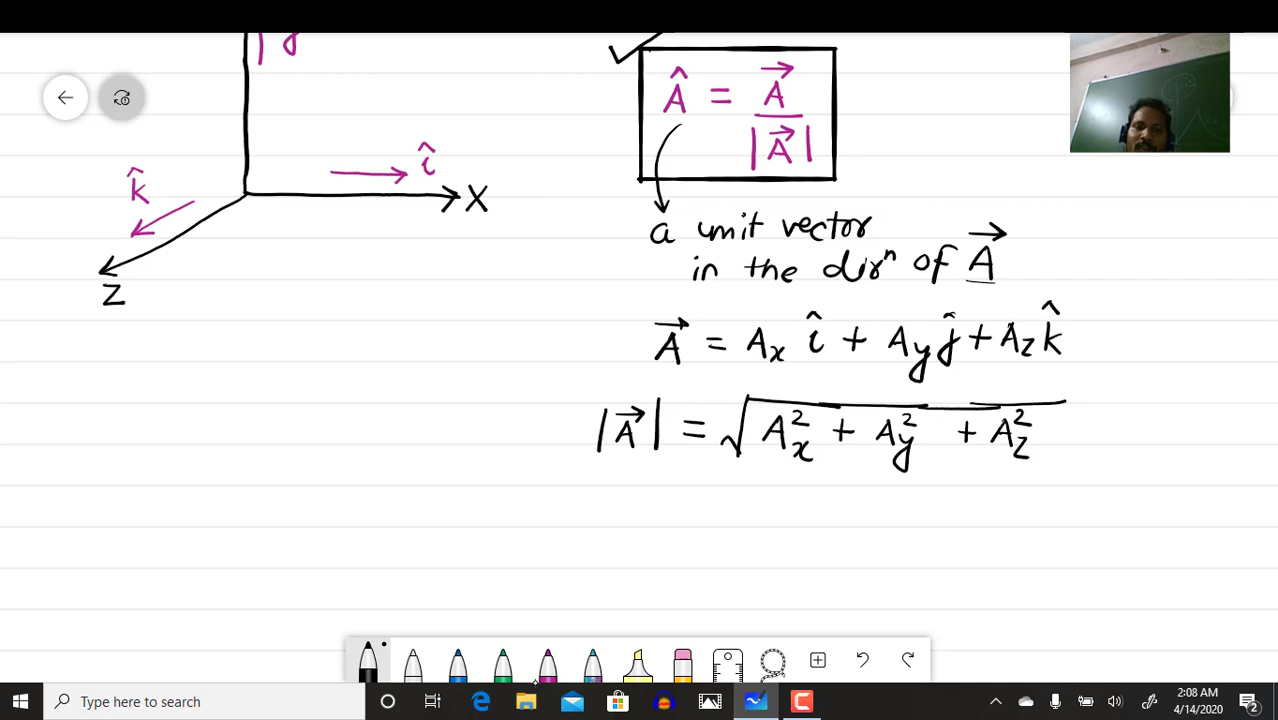 ĵ
î
k̂
X
Z
Â = A⃗ / |A⃗|
a unit vector
in the dirⁿ of A⃗
A⃗ = Aₓ î + Ay ĵ + Az k̂
|A⃗| = √(Aₓ² + Ay² + Az²)
Type here to search
2:08 AM
4/14/2020
2